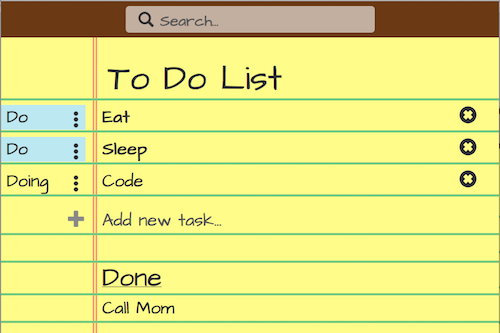 Search...
To Do List
Do Eat
Do Sleep
Doing Code
Add new task...
Done
Call Mom